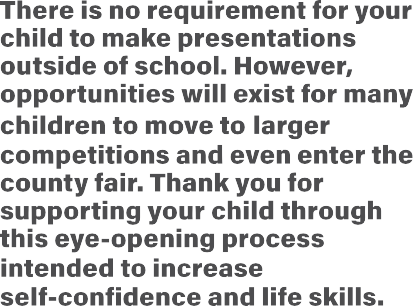 There is no requirement for your
child to make presentations
outside of school. However,
opportunities will exist for many
children to move to larger
competitions and even enter the
county fair. Thank you for
supporting your child through
this eye-opening process
intended to increase
self-confidence and life skills.